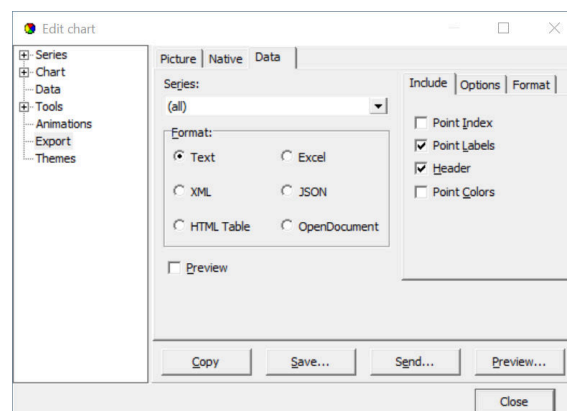 Edit chart
Series
Chart
Data
Tools
Animations
Export
Themes
Picture Native Data
Series:
(all)
Format:
Text Excel
XML JSON
HTML Table OpenDocument
Preview
Include Options Format
Point Index
Point Labels
Header
Point Colors
Copy Save... Send... Preview...
Close